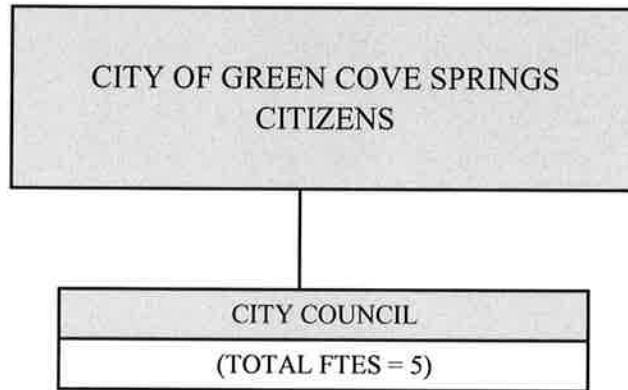 CITY OF GREEN COVE SPRINGS
CITIZENS
CITY COUNCIL
(TOTAL FTES = 5)